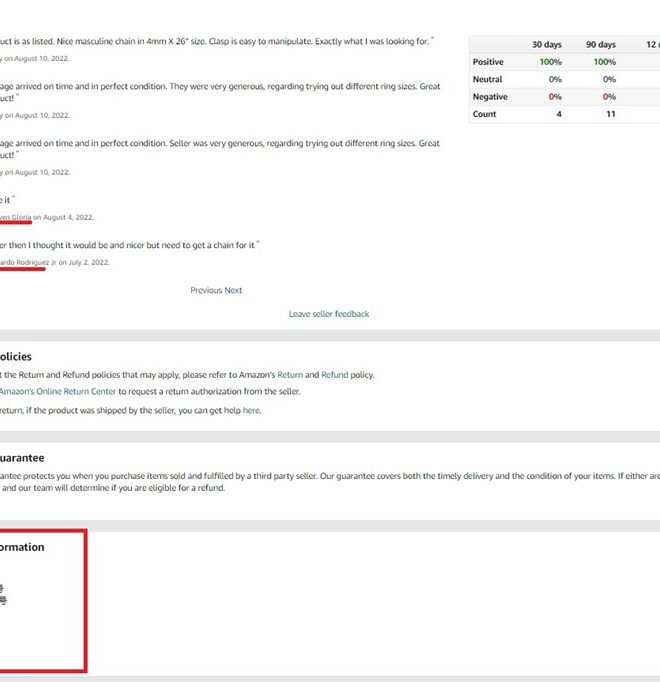 uct is as listed. Nice masculine chain in 4mm X 26" size. Clasp is easy to manipulate. Exactly what I was looking for. "
y on August 10, 2022.
age arrived on time and in perfect condition. They were very generous, regarding trying out different ring sizes. Great
uct! "
y on August 10, 2022.
age arrived on time and in perfect condition. Seller was very generous, regarding trying out different ring sizes. Great
uct! "
y on August 10, 2022.
e it "
ven Gloria on August 4, 2022.
er then I thought it would be and nicer but need to get a chain for it "
ardo Rodriguez Jr on July 2, 2022.
Previous Next
Leave seller feedback
30 days 90 days 12
Positive 100% 100%
Neutral 0% 0%
Negative 0% 0%
Count 4 11
olicies
t the Return and Refund policies that may apply, please refer to Amazon's Return and Refund policy.
Amazon's Online Return Center to request a return authorization from the seller.
return, if the product was shipped by the seller, you can get help here.
uarantee
antee protects you when you purchase items sold and fulfilled by a third party seller. Our guarantee covers both the timely delivery and the condition of your items. If either are
and our team will determine if you are eligible for a refund.
ormation